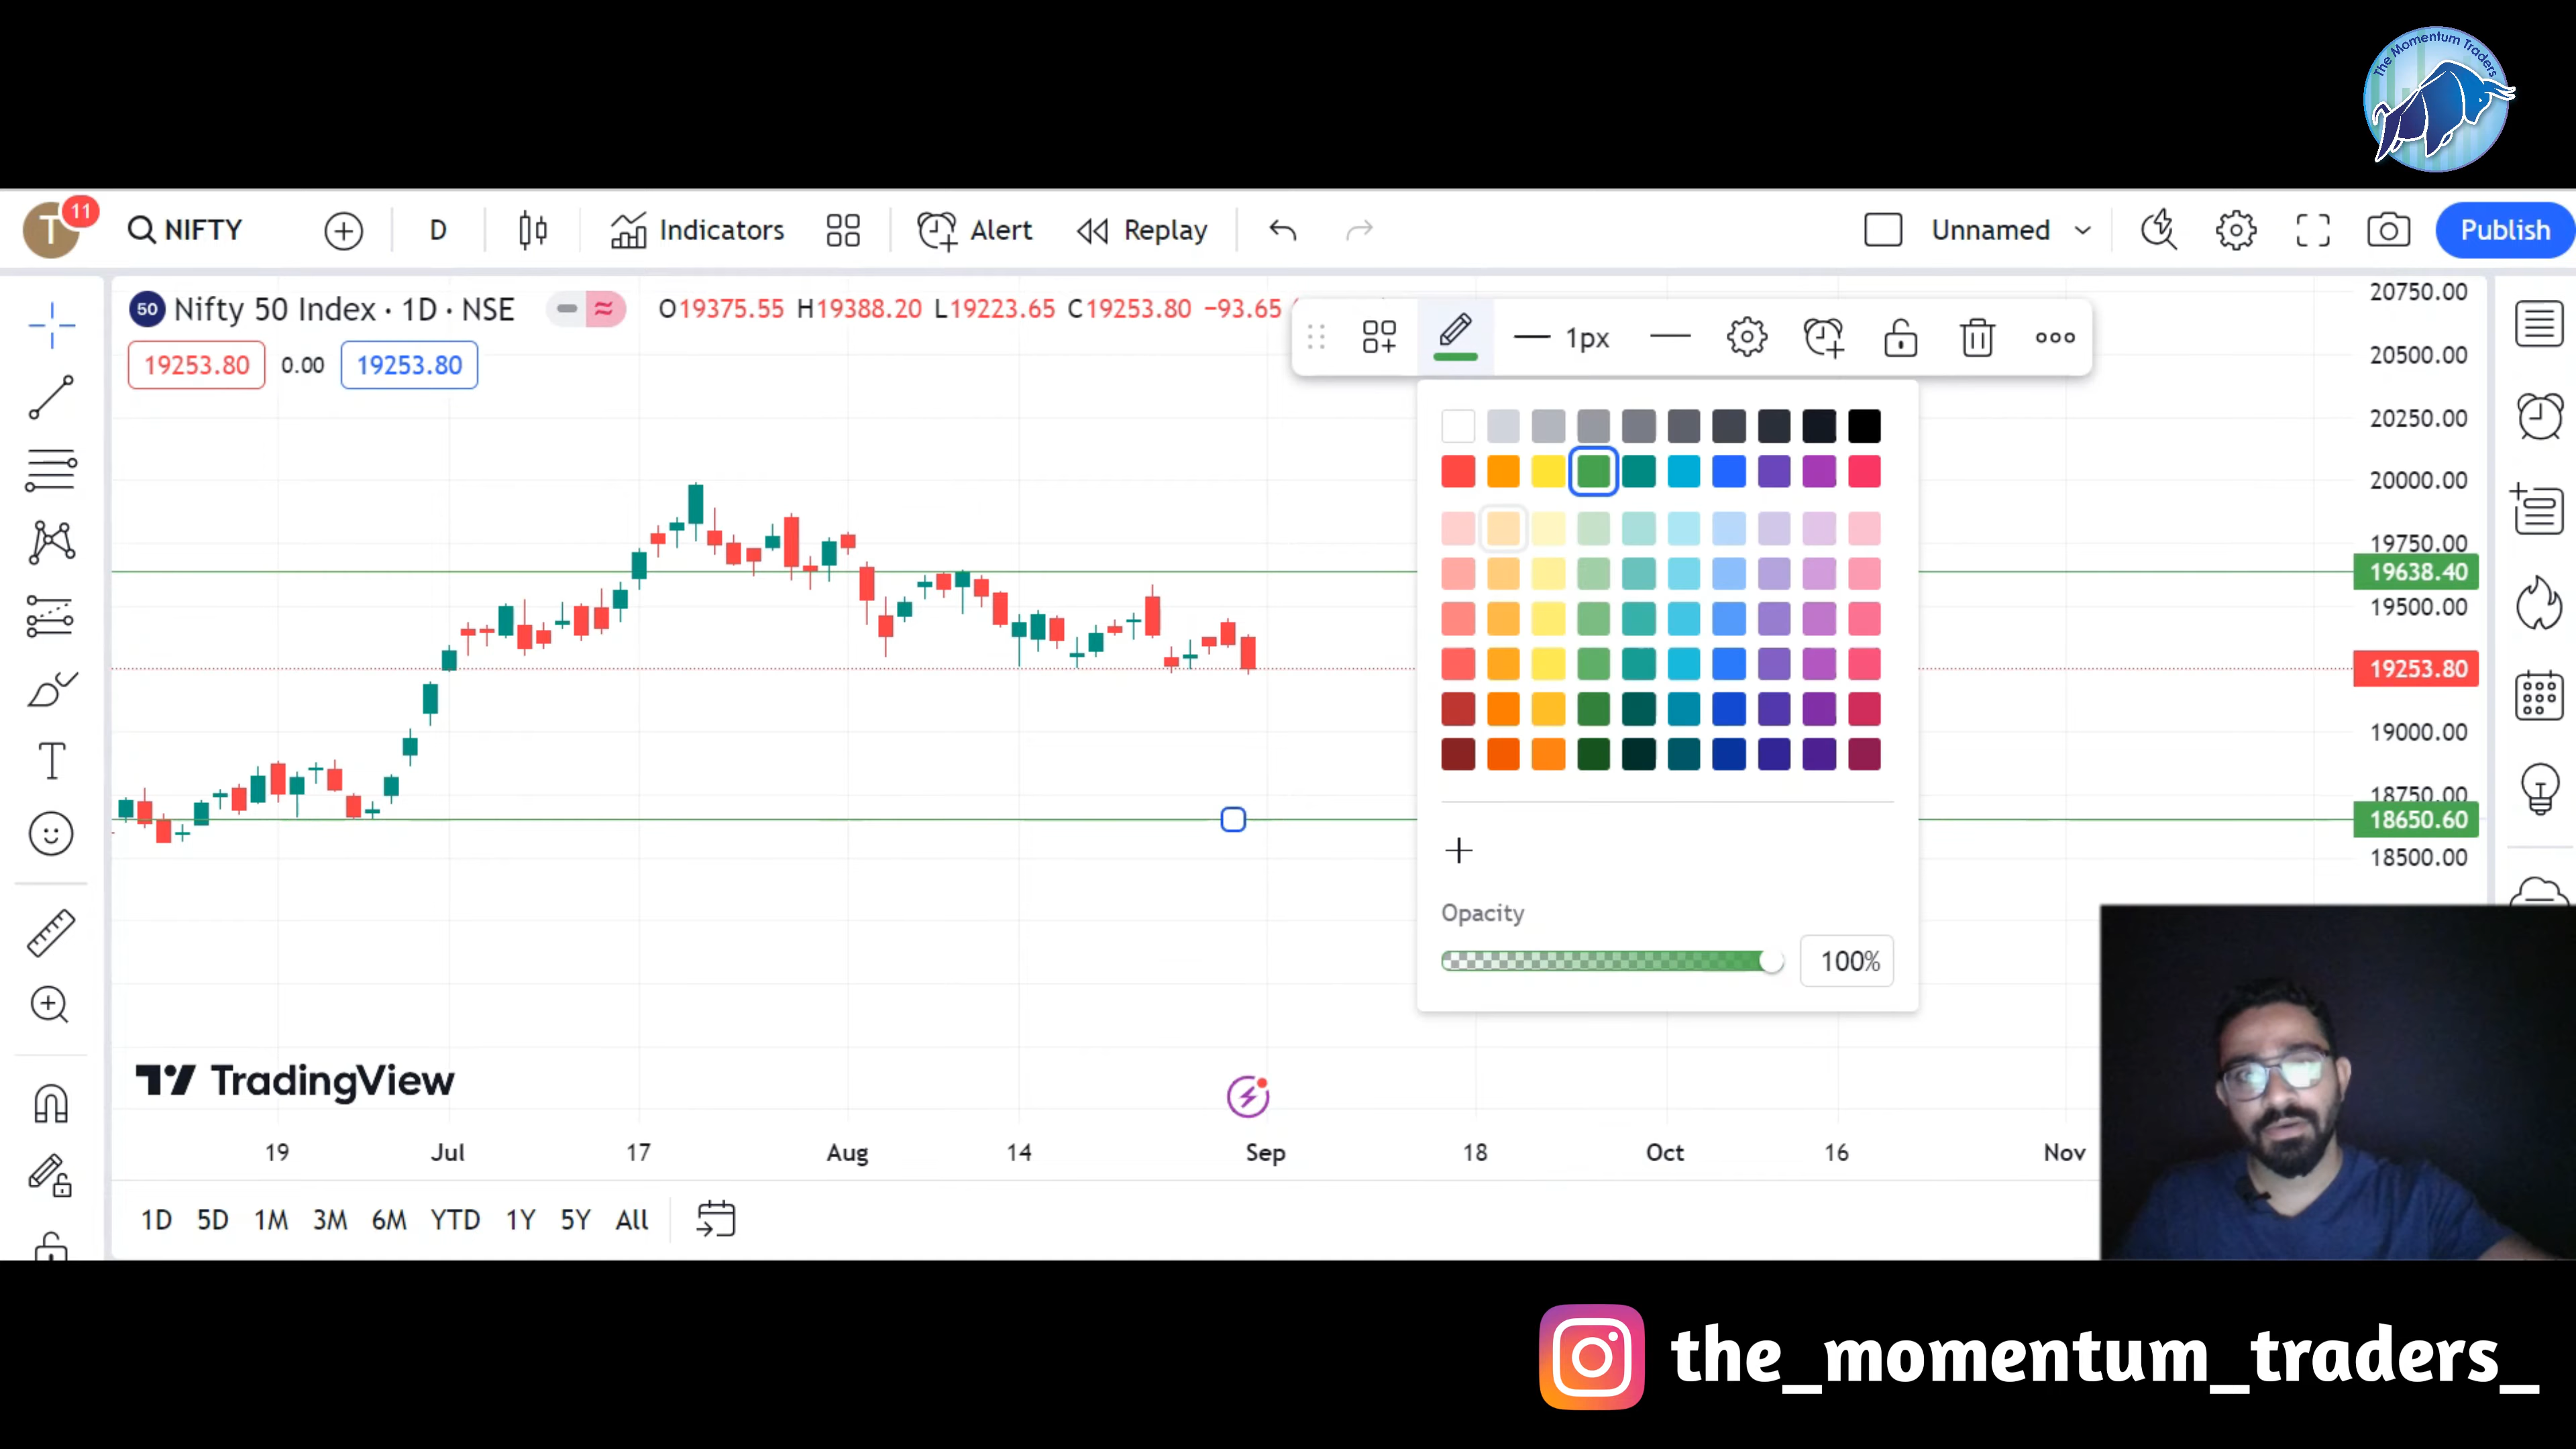 The Momentum Traders
T 11 NIFTY D Indicators Alert Replay Unnamed Publish
50 Nifty 50 Index · 1D · NSE O19375.55 H19388.20 L19223.65 C19253.80 −93.65
19253.80 0.00 19253.80
1px
20750.00
20500.00
20250.00
20000.00
19750.00
19638.40
19500.00
19253.80
19000.00
18750.00
18650.60
18500.00
Opacity
100%
TradingView
19 Jul 17 Aug 14 Sep 18 Oct 16 Nov
1D 5D 1M 3M 6M YTD 1Y 5Y All
the_momentum_traders_